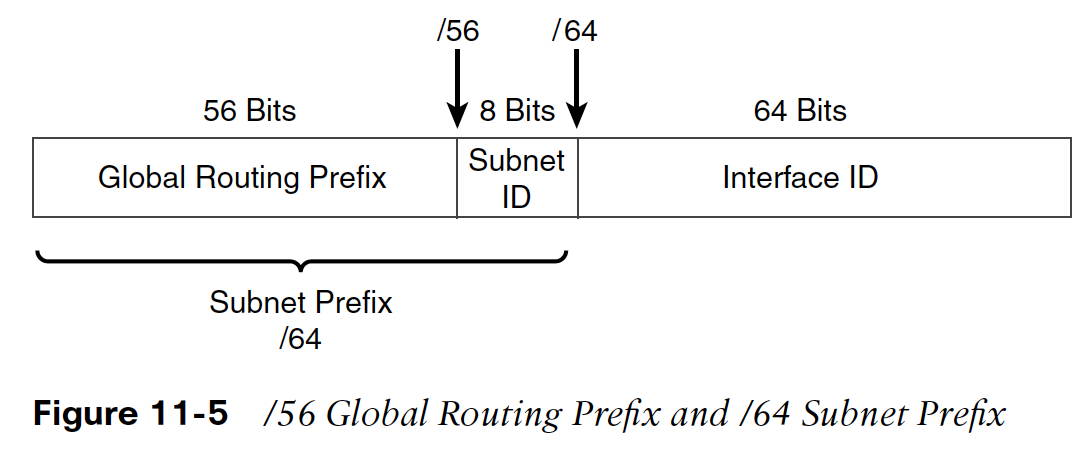 /56 /64
56 Bits 8 Bits 64 Bits
Global Routing Prefix
Subnet
ID
Interface ID
Subnet Prefix
/64
Figure 11-5 /56 Global Routing Prefix and /64 Subnet Prefix